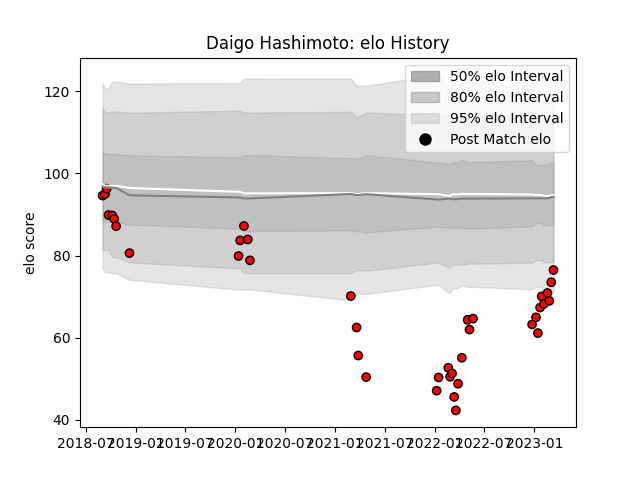 Daigo Hashimoto: elo History
50% elo Interval
80% elo Interval
95% elo Interval
Post Match elo
elo score
120
100
80
60
40
2018-07 2019-01 2019-07 2020-01 2020-07 2021-01 2021-07 2022-01 2022-07 2023-01